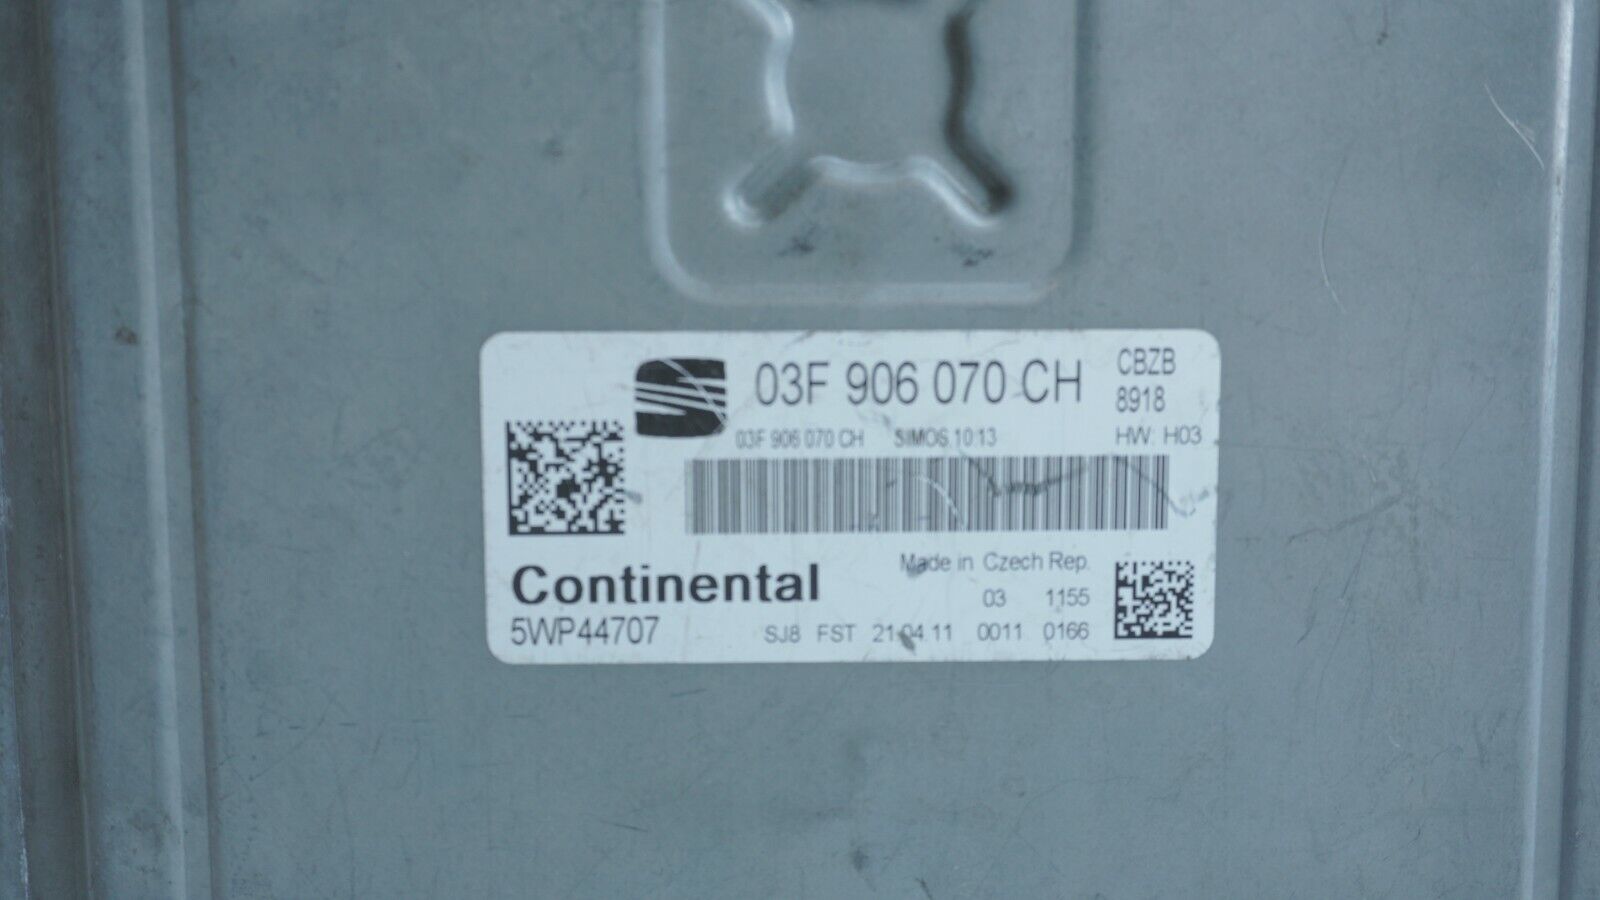 03F 906 070 CH CBZB
8918
03F 906 070 CH SIMOS 10.13 HW: H03
Made in Czech Rep.
Continental
03 1155
5WP44707 SJ8 FST 21.04.11 0011 0166